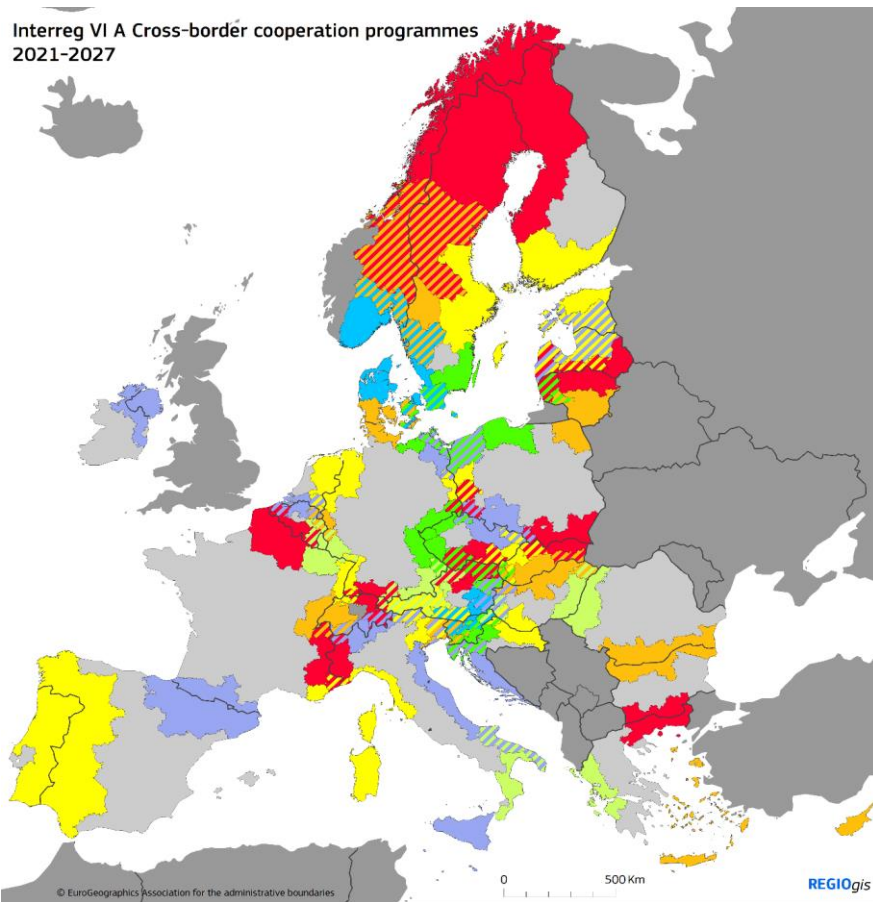 Interreg VI A Cross-border cooperation programmes
2021-2027
© EuroGeographics Association for the administrative boundaries
0 500 Km
REGIOgis